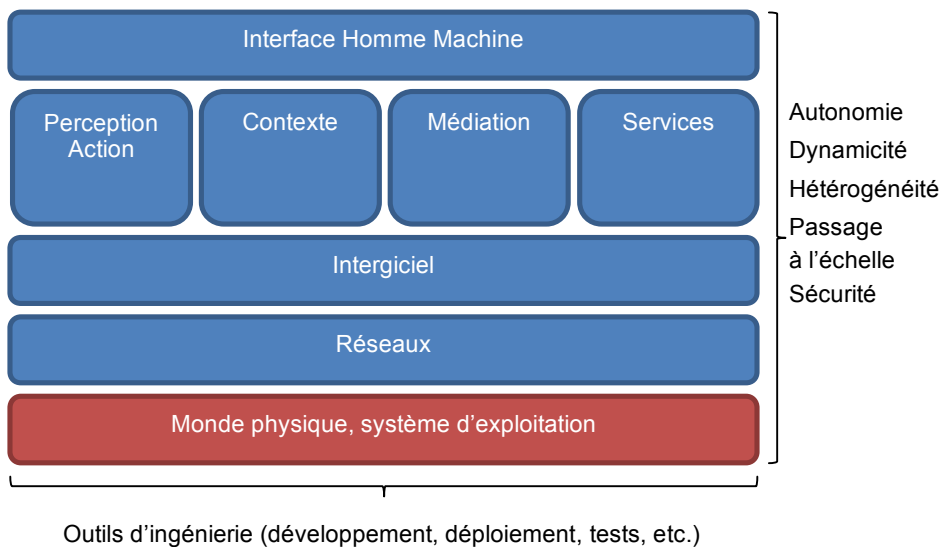 Interface Homme Machine
Perception
Action
Contexte
Médiation
Services
Intergiciel
Réseaux
Monde physique, système d’exploitation
Autonomie
Dynamicité
Hétérogénéité
Passage
à l’échelle
Sécurité
Outils d’ingénierie (développement, déploiement, tests, etc.)